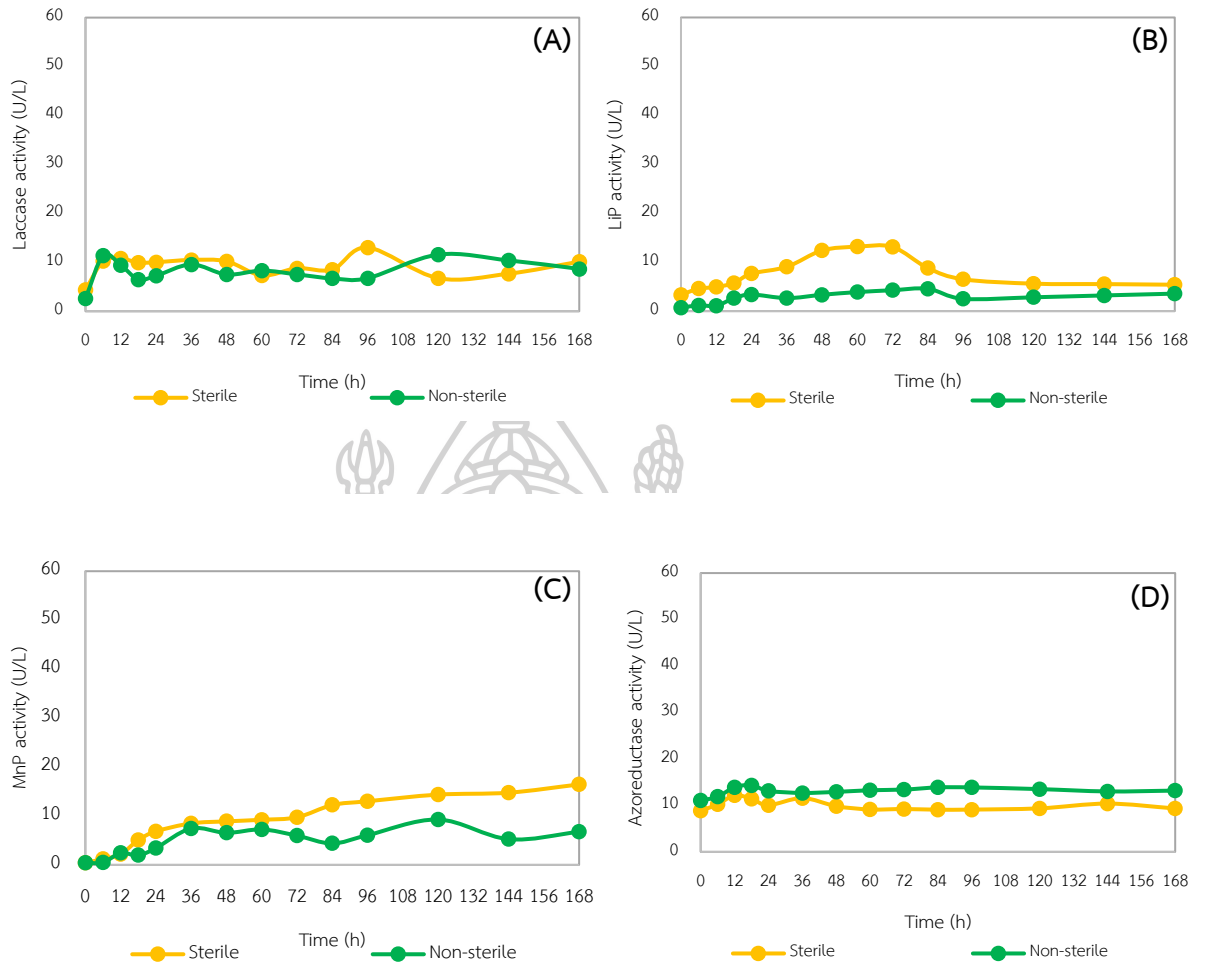 (A)
Laccase activity (U/L)
60
50
40
30
20
10
0
0 12 24 36 48 60 72 84 96 108 120 132 144 156 168
Time (h)
Sterile Non-sterile
(B)
LiP activity (U/L)
60
50
40
30
20
10
0
0 12 24 36 48 60 72 84 96 108 120 132 144 156 168
Time (h)
Sterile Non-sterile
(C)
MnP activity (U/L)
60
50
40
30
20
10
0
0 12 24 36 48 60 72 84 96 108 120 132 144 156 168
Time (h)
Sterile Non-sterile
(D)
Azoreductase activity (U/L)
60
50
40
30
20
10
0
0 12 24 36 48 60 72 84 96 108 120 132 144 156 168
Time (h)
Sterile Non-sterile